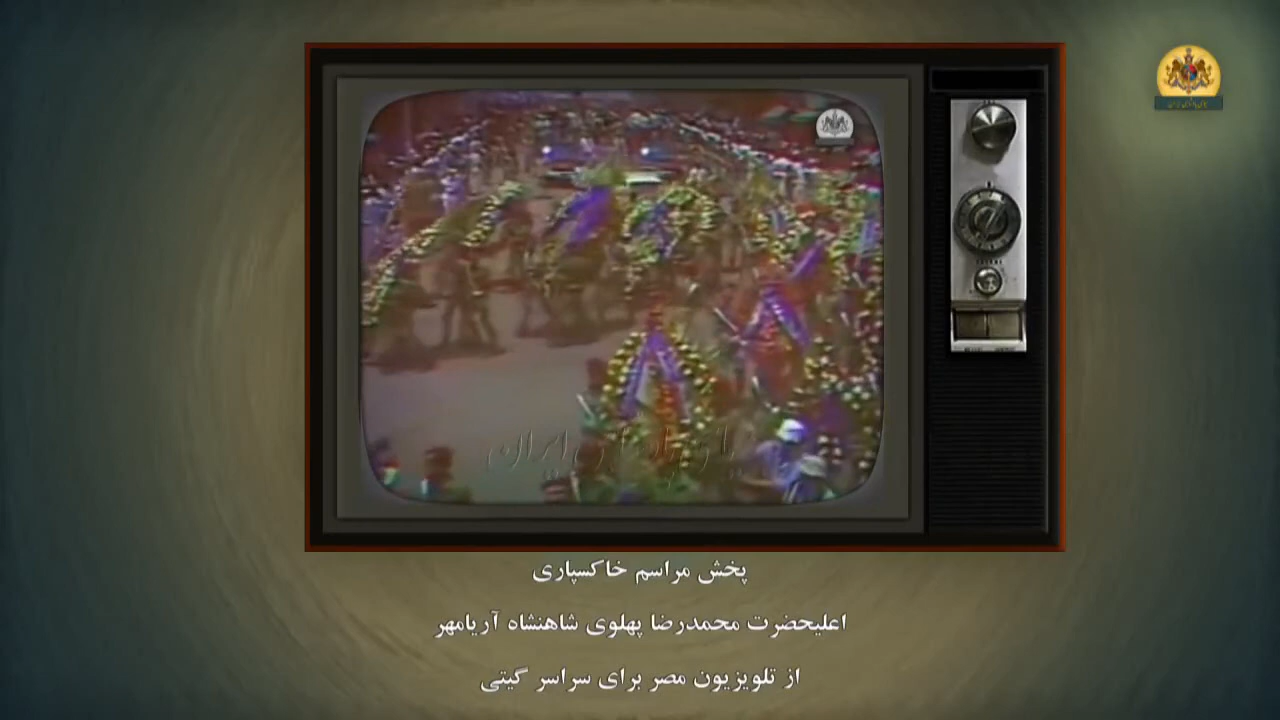 پخش مراسم خاکسپاری
اعلیحضرت محمدرضا پهلوی شاهنشاه آریامهر
از تلویزیون مصر برای سراسر گیتی